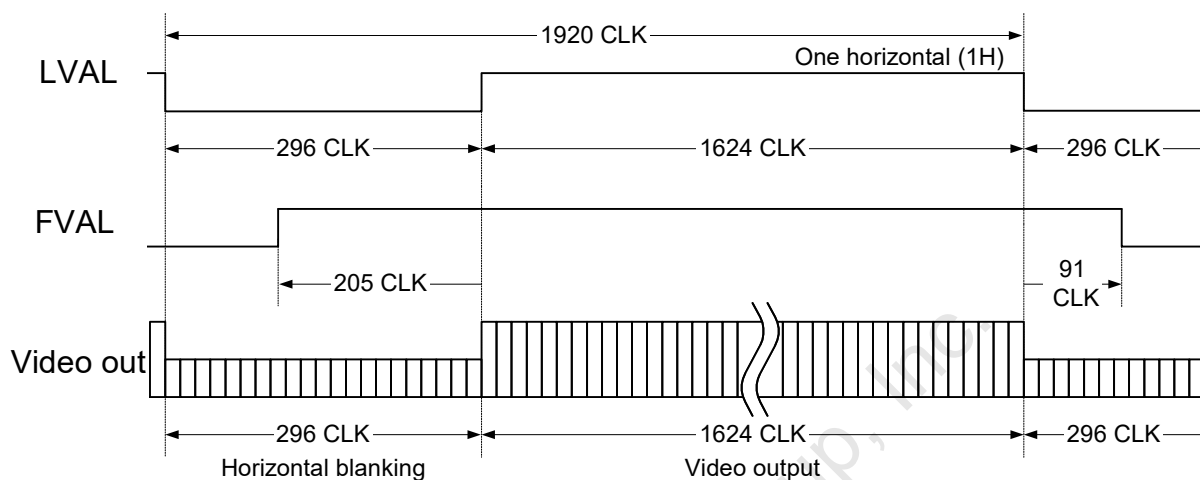 1920 CLK
One horizontal (1H)
LVAL
296 CLK
1624 CLK
296 CLK
FVAL
205 CLK
91
CLK
Video out
296 CLK
1624 CLK
296 CLK
Horizontal blanking
Video output
Inc.